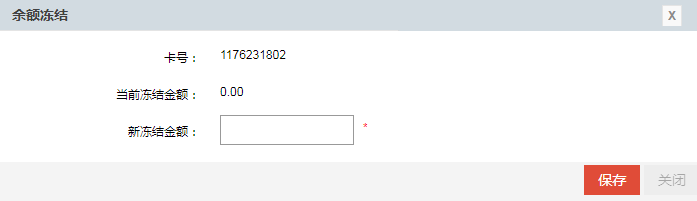 余额冻结 X
卡号： 1176231802
当前冻结金额： 0.00
新冻结金额： *
保存 关闭